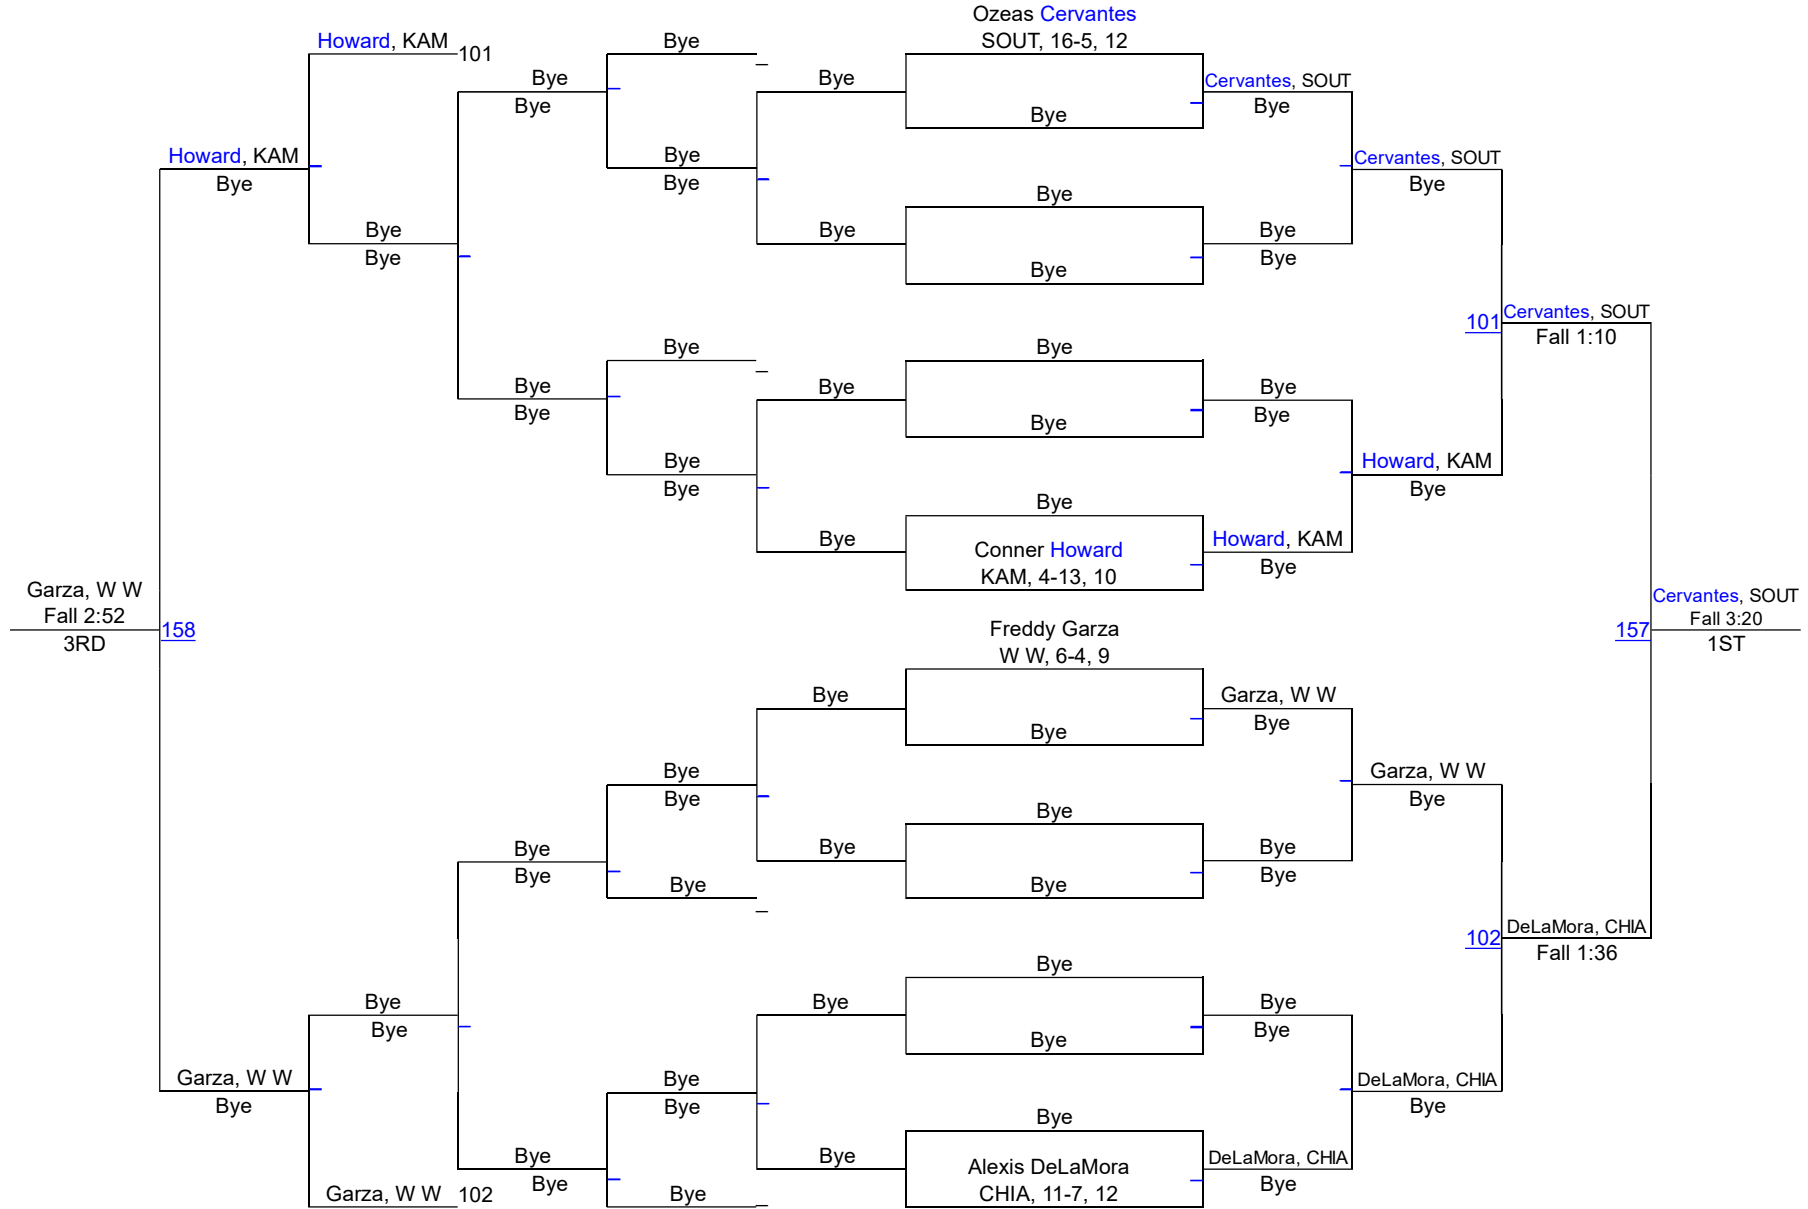 Ozeas Cervantes
SOUT, 16-5, 12
Howard, KAM
101
Bye
Bye
Bye
Bye
Cervantes, SOUT
Bye
Bye
Bye
Howard, KAM
Bye
Bye
Bye
Cervantes, SOUT
Bye
Bye
Bye
Bye
Bye
Bye
Bye
Bye
Bye
101
Cervantes, SOUT
Fall 1:10
Bye
Bye
Bye
Bye
Bye
Bye
Bye
Bye
Bye
Bye
Howard, KAM
Bye
Bye
Bye
Bye
Conner Howard
KAM, 4-13, 10
Howard, KAM
Bye
Garza, W W
Fall 2:52
3RD
158
Cervantes, SOUT
Fall 3:20
1ST
157
Freddy Garza
W W, 6-4, 9
Bye
Garza, W W
Bye
Bye
Bye
Bye
Garza, W W
Bye
Bye
Bye
Bye
Bye
Bye
Bye
Bye
Bye
DeLaMora, CHIA
Fall 1:36
102
Bye
Bye
Bye
Bye
Bye
Bye
Bye
Garza, W W
Bye
Bye
Bye
DeLaMora, CHIA
Bye
Bye
Bye
Bye
Bye
Alexis DeLaMora
CHIA, 11-7, 12
DeLaMora, CHIA
Bye
Garza, W W
102
Bye